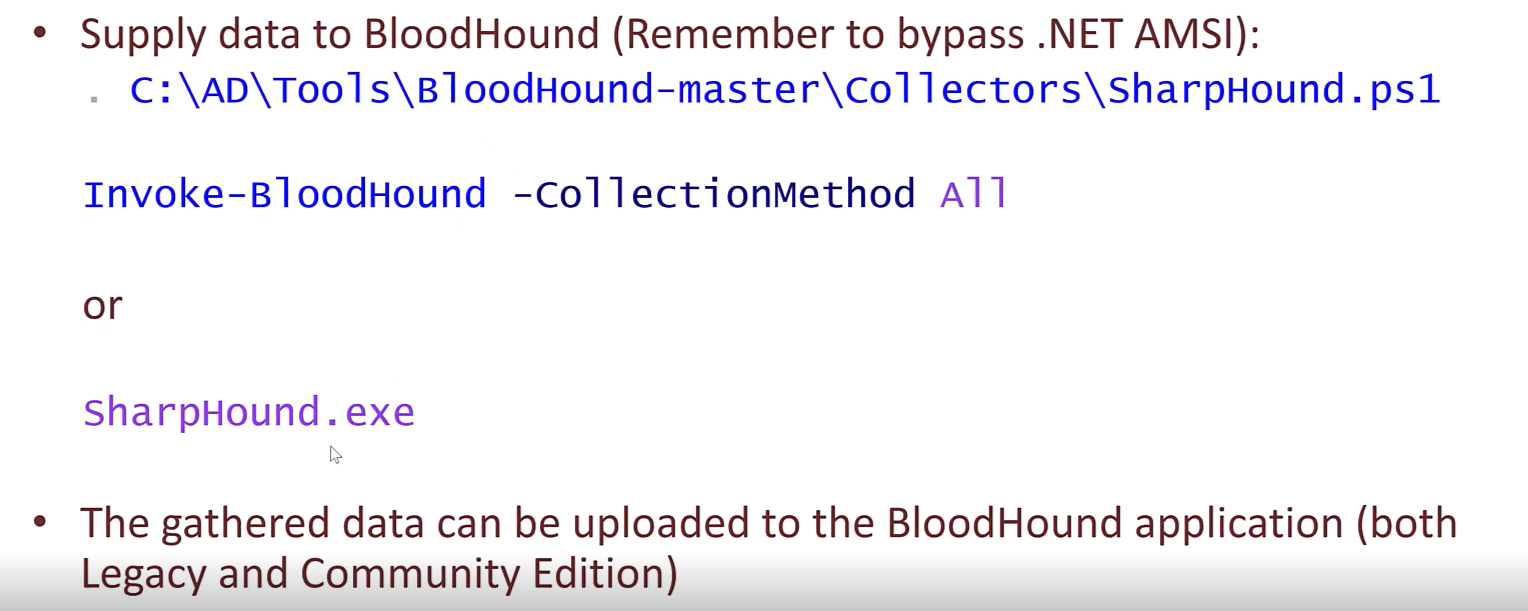 • Supply data to BloodHound (Remember to bypass .NET AMSI):
. C:\AD\Tools\BloodHound-master\Collectors\SharpHound.ps1
Invoke-BloodHound -CollectionMethod All
or
SharpHound.exe
• The gathered data can be uploaded to the BloodHound application (both
Legacy and Community Edition)